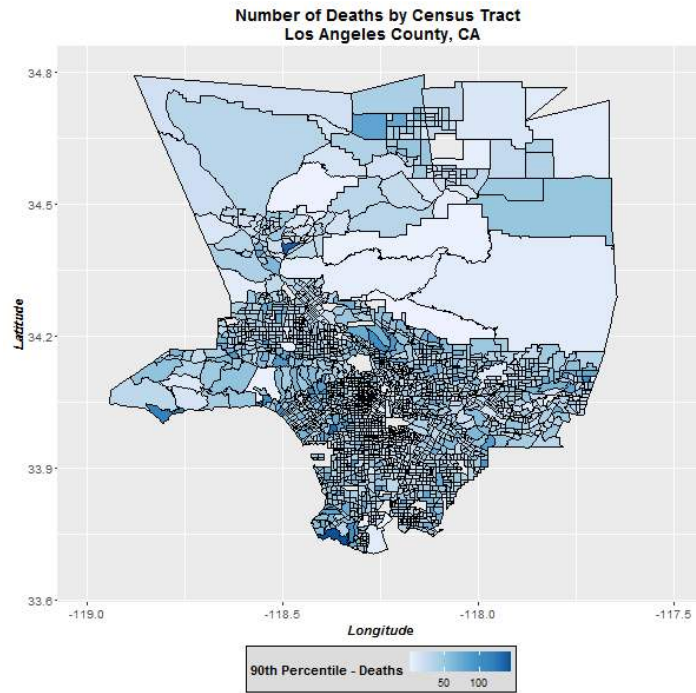 Number of Deaths by Census Tract
Los Angeles County, CA
34.8
34.5
34.2
33.9
33.6
Latitude
-119.0
-118.5
-118.0
-117.5
Longitude
90th Percentile - Deaths
50
100